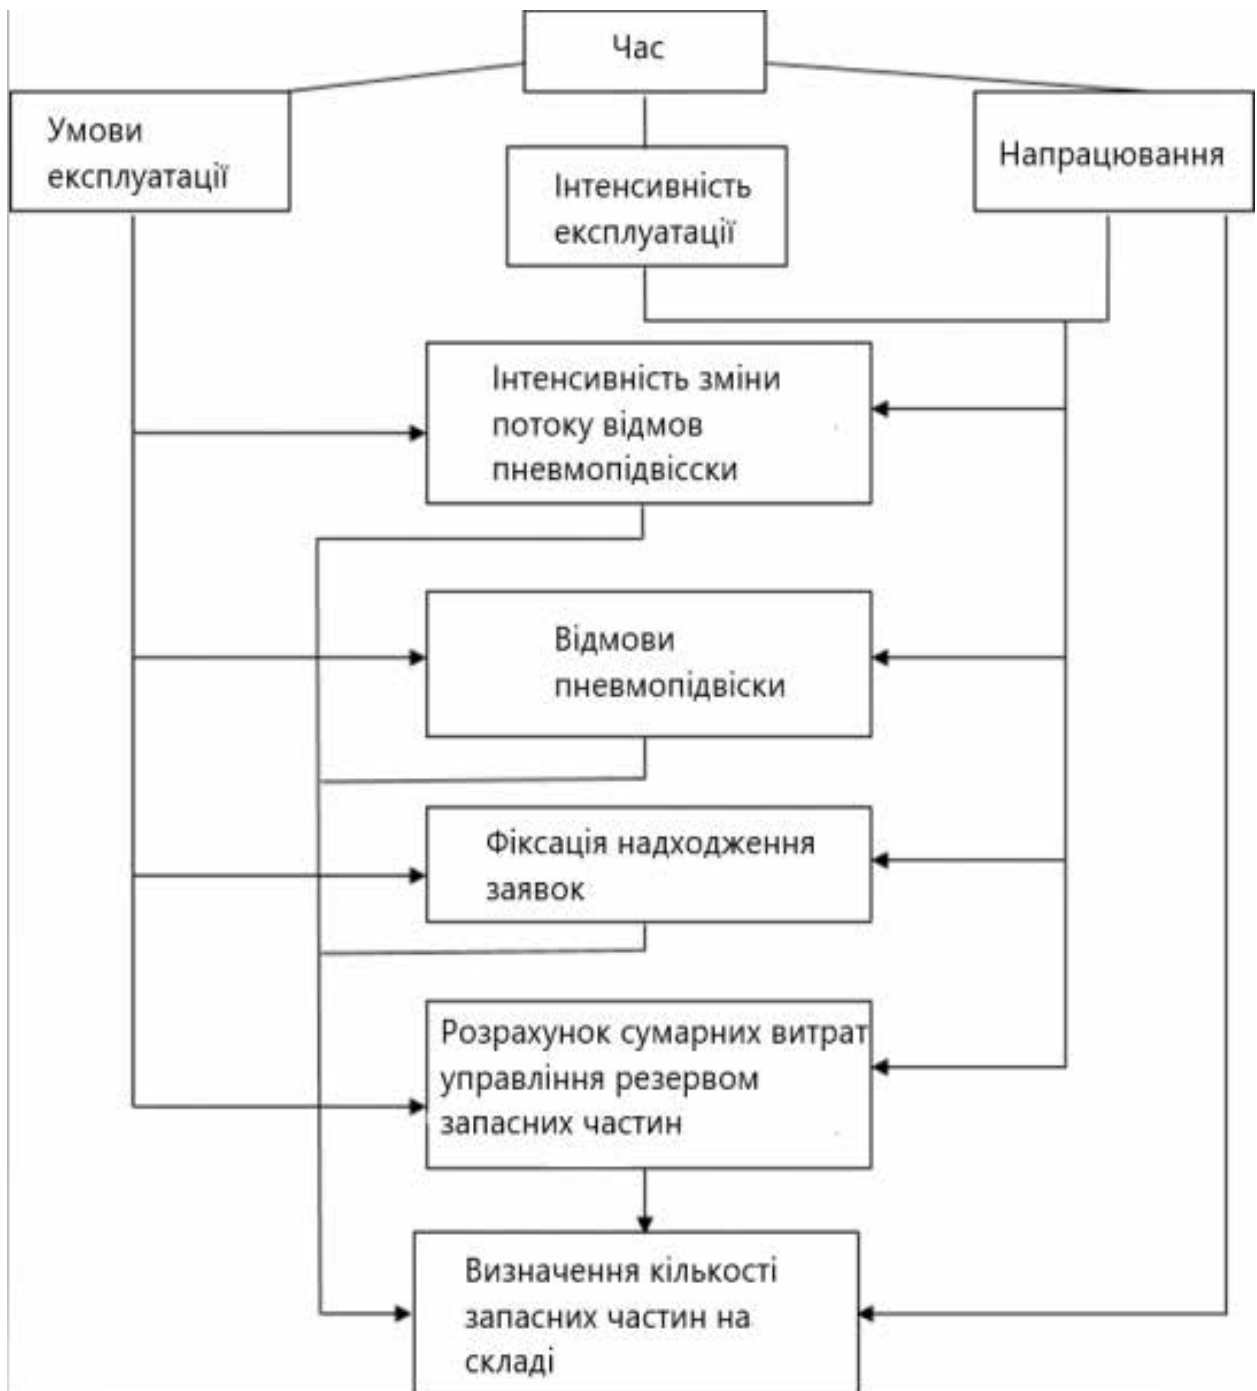 Час
Умови
експлуатації
Інтенсивність
експлуатації
Напрацювання
Інтенсивність зміни
потоку відмов
пневмопідвісски
Відмови
пневмопідвіски
Фіксація надходження
заявок
Розрахунок сумарних витрат
управління резервом
запасних частин
Визначення кількості
запасних частин на
складі